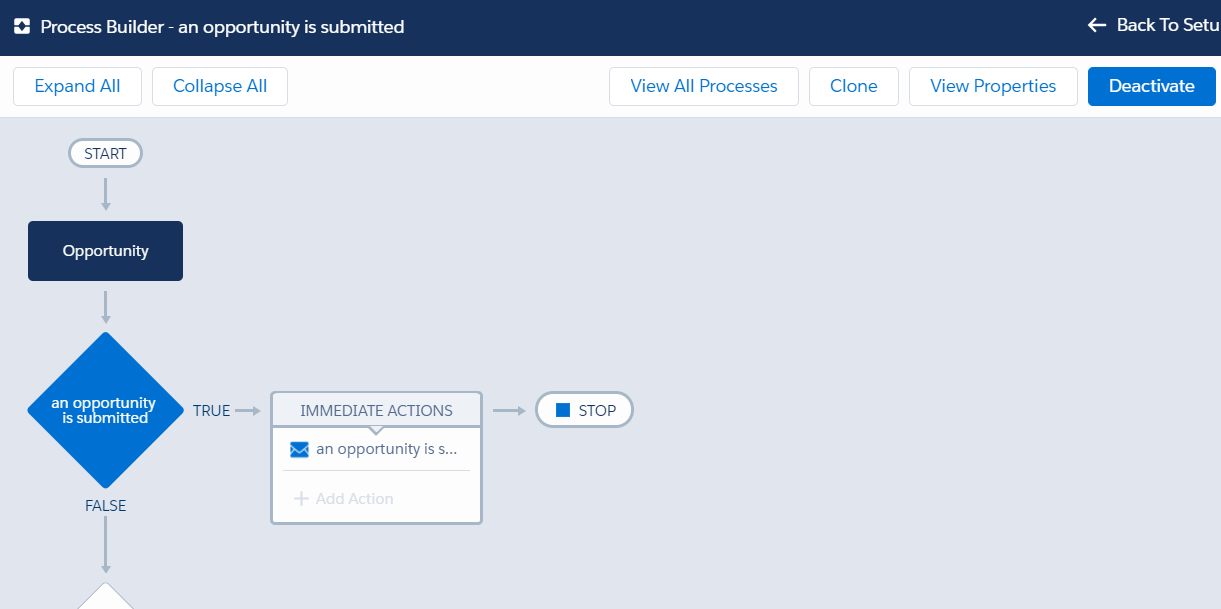 Process Builder - an opportunity is submitted
Back To Setu
Expand All
Collapse All
View All Processes
Clone
View Properties
Deactivate
START
Opportunity
an opportunity
is submitted
TRUE
IMMEDIATE ACTIONS
STOP
an opportunity is s...
Add Action
FALSE